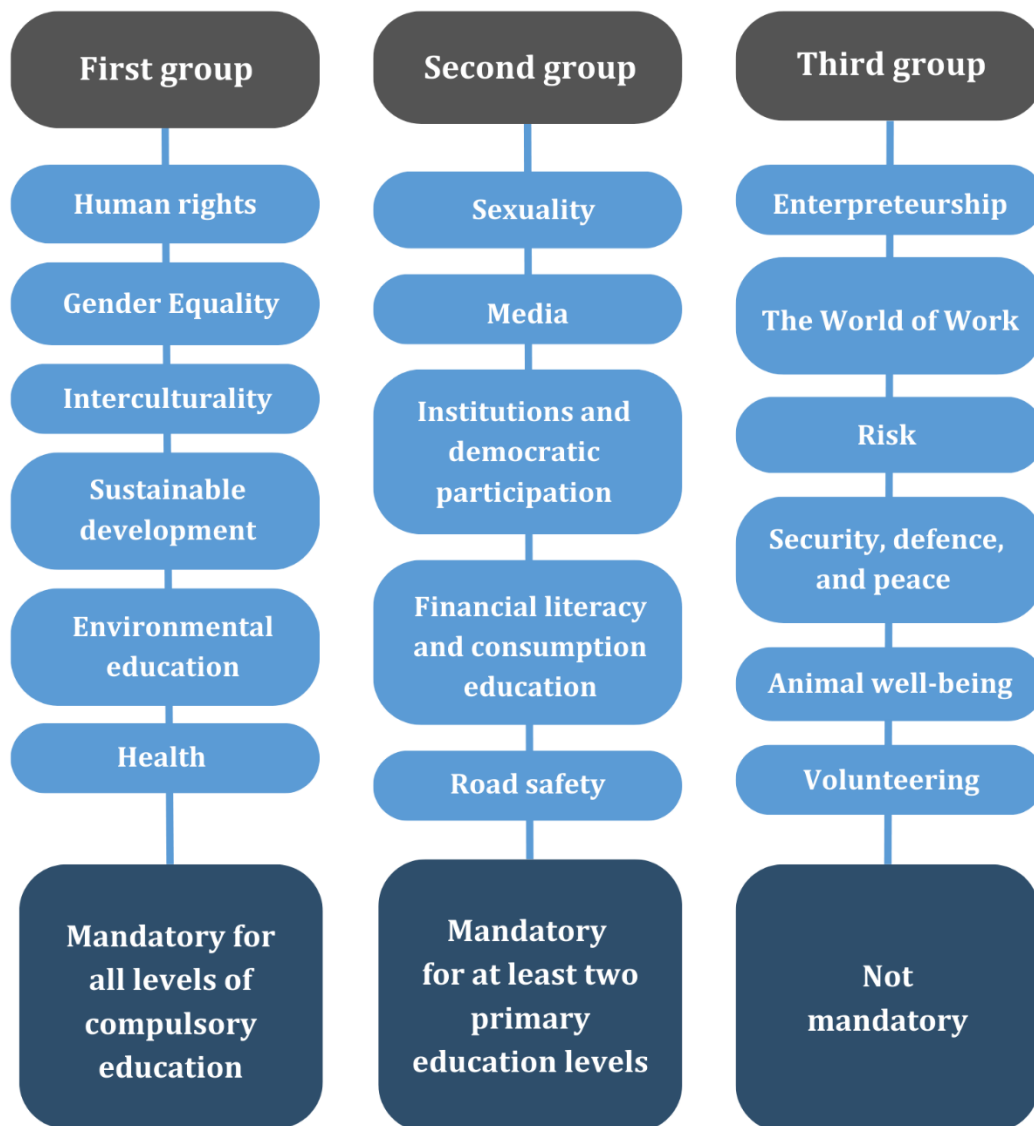 First group
Human rights
Gender Equality
Interculturality
Sustainable
development
Environmental
education
Health
Mandatory for
all levels of
compulsory
education
Second group
Sexuality
Media
Institutions and
democratic
participation
Financial literacy
and consumption
education
Road safety
Mandatory
for at least two
primary
education levels
Third group
Enterpreteurship
The World of Work
Risk
Security, defence,
and peace
Animal well-being
Volunteering
Not
mandatory